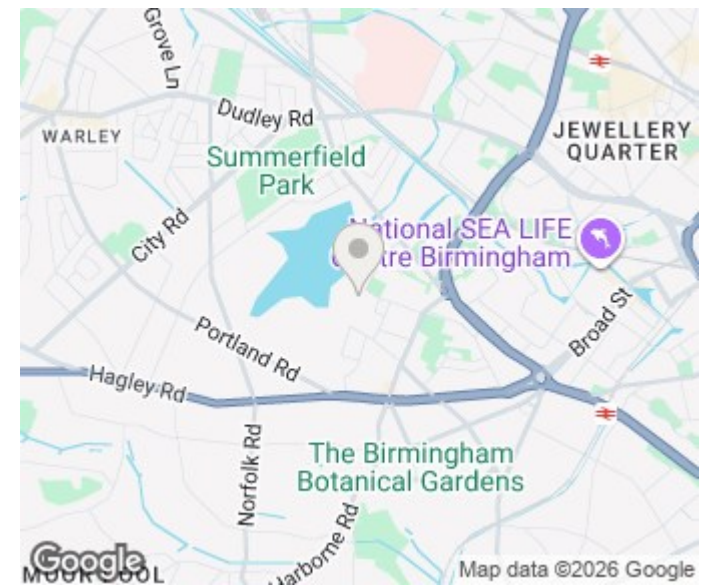 Grove Ln
Dudley Rd
WARLEY
JEWELLERY
QUARTER
Summerfield
Park
City Rd
National SEA LIFE
Centre Birmingham
Broad St
Portland Rd
Hagley Rd
Norfolk Rd
The Birmingham
Botanical Gardens
Harborne Rd
Google
Map data ©2026 Google